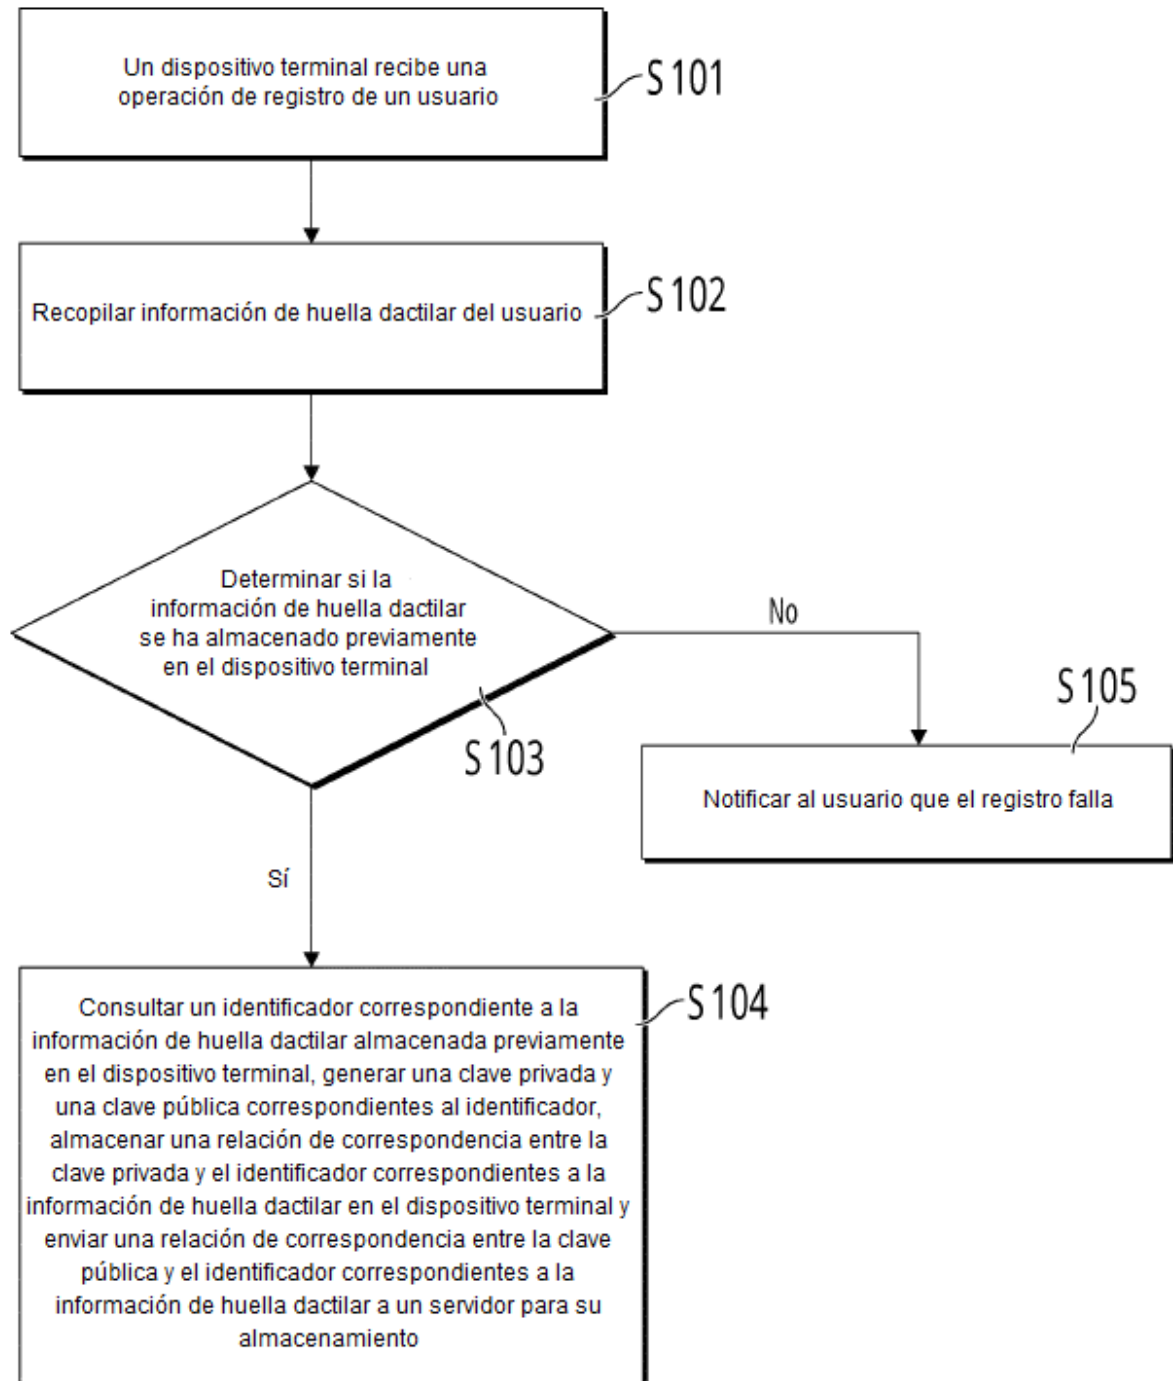 Un dispositivo terminal recibe una
operación de registro de un usuario
S101
Recopilar información de huella dactilar del usuario
S102
Determinar si la
información de huella dactilar
se ha almacenado previamente
en el dispositivo terminal
S103
No
S105
Notificar al usuario que el registro falla
Sí
Consultar un identificador correspondiente a la
información de huella dactilar almacenada previamente
en el dispositivo terminal, generar una clave privada y
una clave pública correspondientes al identificador,
almacenar una relación de correspondencia entre la
clave privada y el identificador correspondientes a la
información de huella dactilar en el dispositivo terminal y
enviar una relación de correspondencia entre la clave
pública y el identificador correspondientes a la
información de huella dactilar a un servidor para su
almacenamiento
S104